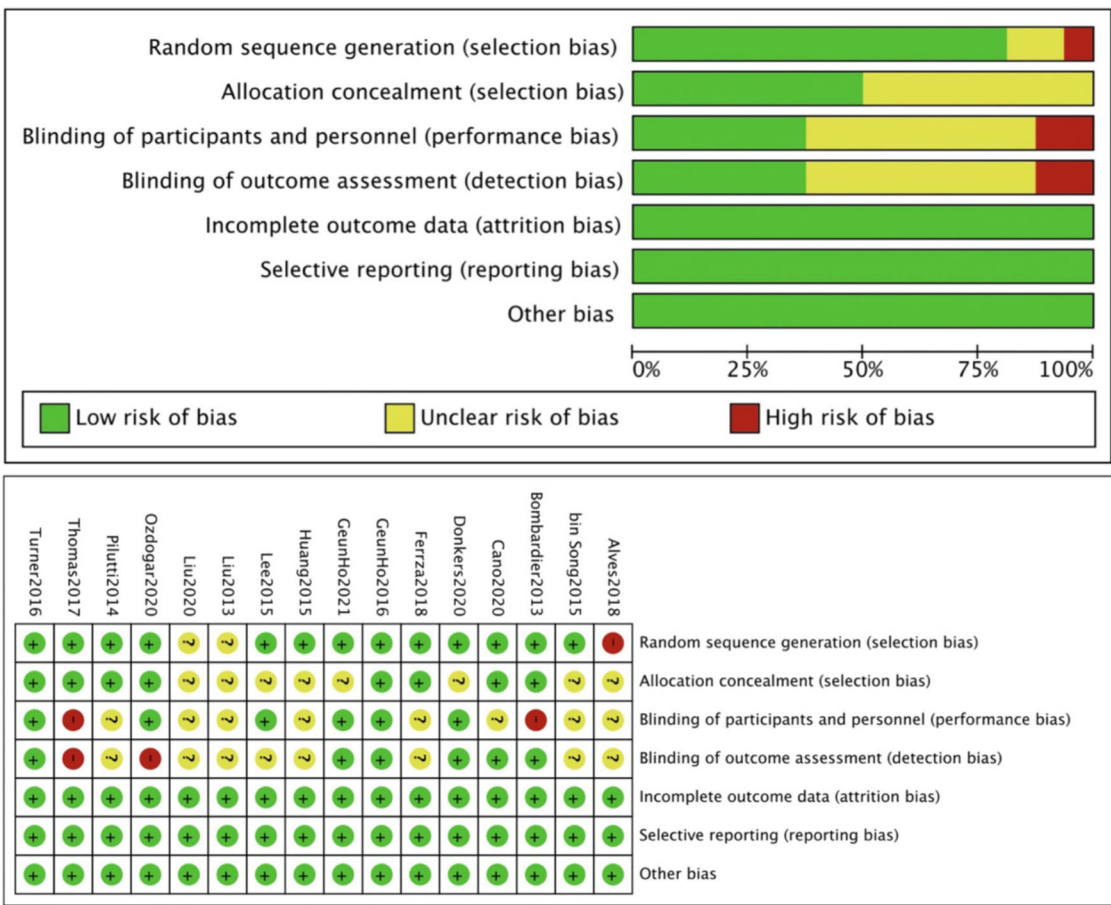 Random sequence generation (selection bias)
Allocation concealment (selection bias)
Blinding of participants and personnel (performance bias)
Blinding of outcome assessment (detection bias)
Incomplete outcome data (attrition bias)
Selective reporting (reporting bias)
Other bias
0% 25% 50% 75% 100%
Low risk of bias Unclear risk of bias High risk of bias
Turner2016
Thomas2017
Pilutti2014
Ozdogar2020
Liu2020
Liu2013
Lee2015
Huang2015
GeunHo2021
GeunHo2016
Ferrza2018
Donkers2020
Cano2020
Bombardier2013
bin Song2015
Alves2018
+ + + + ? ? + + + + + + + + + - Random sequence generation (selection bias)
+ + + + ? ? ? ? ? + + ? + + ? ? Allocation concealment (selection bias)
+ - ? + ? ? + ? + + ? + ? - ? ? Blinding of participants and personnel (performance bias)
+ - ? - ? ? ? ? + + ? + + + ? ? Blinding of outcome assessment (detection bias)
+ + + + + + + + + + + + + + + + Incomplete outcome data (attrition bias)
+ + + + + + + + + + + + + + + + Selective reporting (reporting bias)
+ + + + + + + + + + + + + + + + Other bias